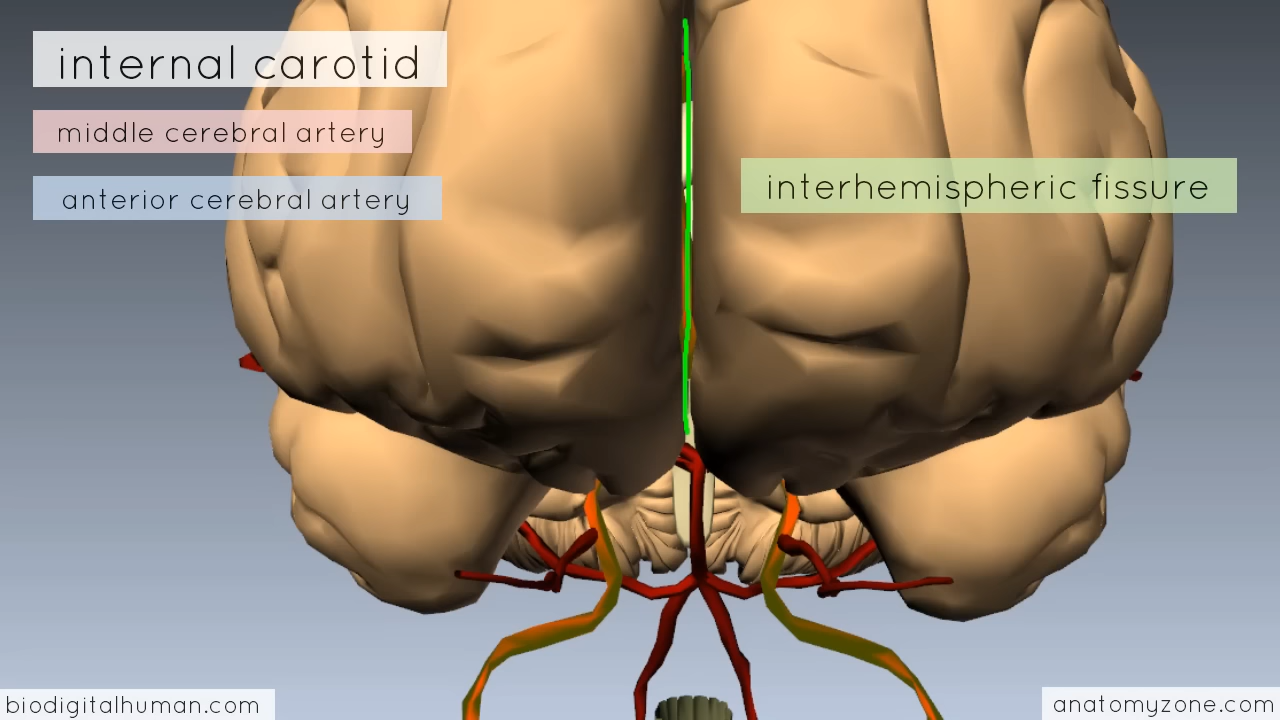 internal carotid
middle cerebral artery
anterior cerebral artery
interhemispheric fissure
biodigitalhuman.com
anatomyzone.com